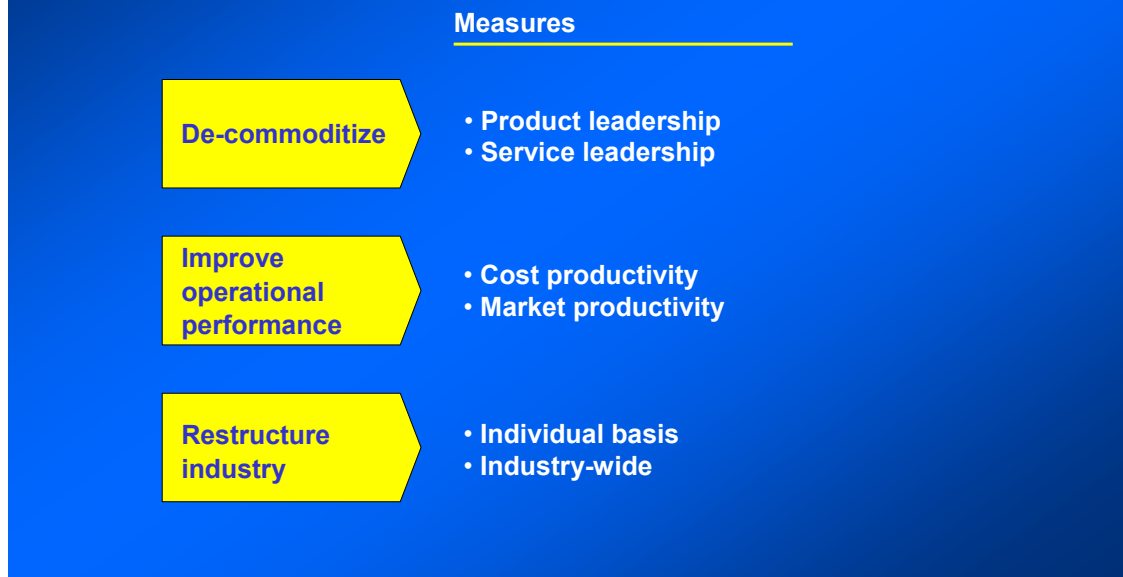 Measures
De-commoditize
• Product leadership
• Service leadership
Improve
operational
performance
• Cost productivity
• Market productivity
Restructure
industry
• Individual basis
• Industry-wide